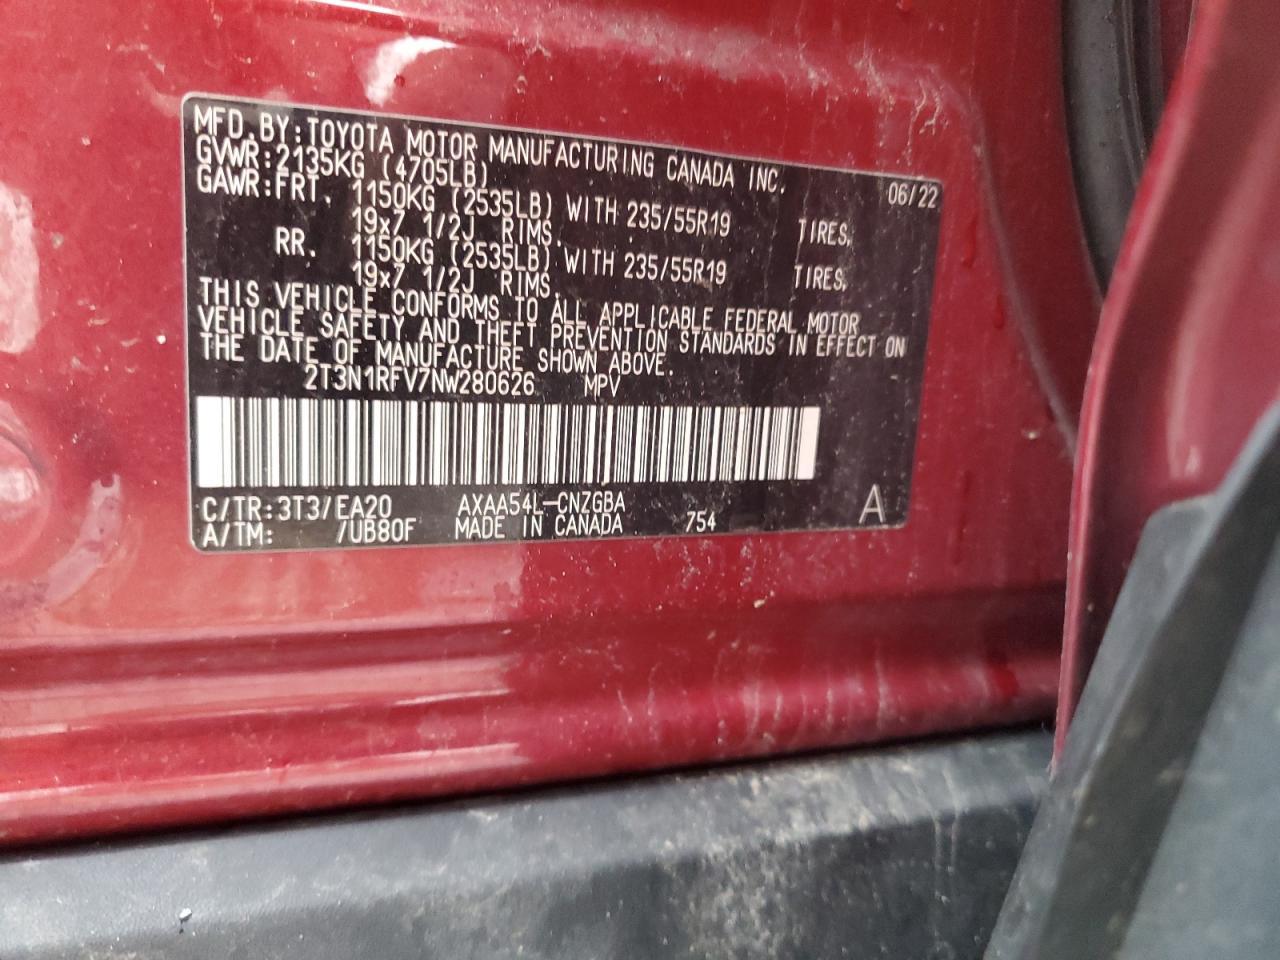 MFD.BY:TOYOTA MOTOR MANUFACTURING CANADA INC. 06/22
GVWR:2135KG (4705LB)
GAWR:FRT. 1150KG (2535LB) WITH 235/55R19 TIRES,
19x7 1/2J RIMS.
RR. 1150KG (2535LB) WITH 235/55R19 TIRES,
19x7 1/2J RIMS.
THIS VEHICLE CONFORMS TO ALL APPLICABLE FEDERAL MOTOR
VEHICLE SAFETY AND THEFT PREVENTION STANDARDS IN EFFECT ON
THE DATE OF MANUFACTURE SHOWN ABOVE.
2T3N1RFV7NW280626 MPV
C/TR:3T3/EA20 AXAA54L-CNZGBA
A/TM: /UB80F MADE IN CANADA 754 A